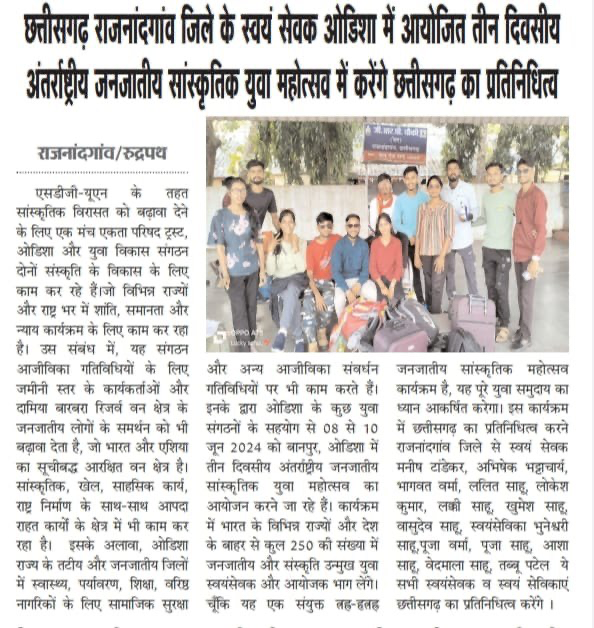 छत्तीसगढ़ राजनांदगांव जिले के स्वयं सेवक ओडिशा में आयोजित तीन दिवसीय
अंतर्राष्ट्रीय जनजातीय सांस्कृतिक युवा महोत्सव में करेंगे छत्तीसगढ़ का प्रतिनिधित्व
राजनांदगांव/रुद्रपथ
एसडीजी-यूएन के तहत
सांस्कृतिक विरासत को बढ़ावा देने
के लिए एक मंच एकता परिषद ट्रस्ट,
ओडिशा और युवा विकास संगठन
दोनों संस्कृति के विकास के लिए
काम कर रहे हैं।जो विभिन्न राज्यों
और राष्ट्र भर में शांति, समानता और
न्याय कार्यक्रम के लिए काम कर रहा
है। उस संबंध में, यह संगठन
आजीविका गतिविधियों के लिए
जमीनी स्तर के कार्यकर्ताओं और
दामिया बारबरा रिजर्व वन क्षेत्र के
जनजातीय लोगों के समर्थन को भी
बढ़ावा देता है, जो भारत और एशिया
का सूचीबद्ध आरक्षित वन क्षेत्र है।
सांस्कृतिक, खेल, साहसिक कार्य,
राष्ट्र निर्माण के साथ-साथ आपदा
राहत कार्यों के क्षेत्र में भी काम कर
रहा है। इसके अलावा, ओडिशा
राज्य के तटीय और जनजातीय जिलों
में स्वास्थ्य, पर्यावरण, शिक्षा, वरिष्ठ
नागरिकों के लिए सामाजिक सुरक्षा
जी.आर.पी. चौकी
OPPO A
और अन्य आजीविका संवर्धन
गतिविधियों पर भी काम करते हैं।
इनके द्वारा ओडिशा के कुछ युवा
संगठनों के सहयोग से 08 से 10
जून 2024 को बानपुर, ओडिशा में
तीन दिवसीय अंतर्राष्ट्रीय जनजातीय
सांस्कृतिक युवा महोत्सव का
आयोजन करने जा रहे हैं। कार्यक्रम
में भारत के विभिन्न राज्यों और देश
के बाहर से कुल 250 की संख्या में
जनजातीय और संस्कृति उन्मुख युवा
स्वयंसेवक और आयोजक भाग लेंगे।
चूँकि यह एक संयुक्त
जनजातीय सांस्कृतिक महोत्सव
कार्यक्रम है, यह पूरे युवा समुदाय का
ध्यान आकर्षित करेगा। इस कार्यक्रम
में छत्तीसगढ़ का प्रतिनिधित्व करने
राजनांदगांव जिले से स्वयं सेवक
मनीष टांडेकर, अभिषेक भट्टाचार्य,
भागवत वर्मा, ललित साहू, लोकेश
कुमार, लक्की साहू, खुमेश साहू,
वासुदेव साहू, स्वयंसेविका भुनेश्वरी
साहू,पूजा वर्मा, पूजा साहू, आशा
साहू, वेदमाला साहू, तब्बू पटेल ये
सभी स्वयंसेवक व स्वयं सेविकाएं
छत्तीसगढ़ का प्रतिनिधित्व करेंगे ।